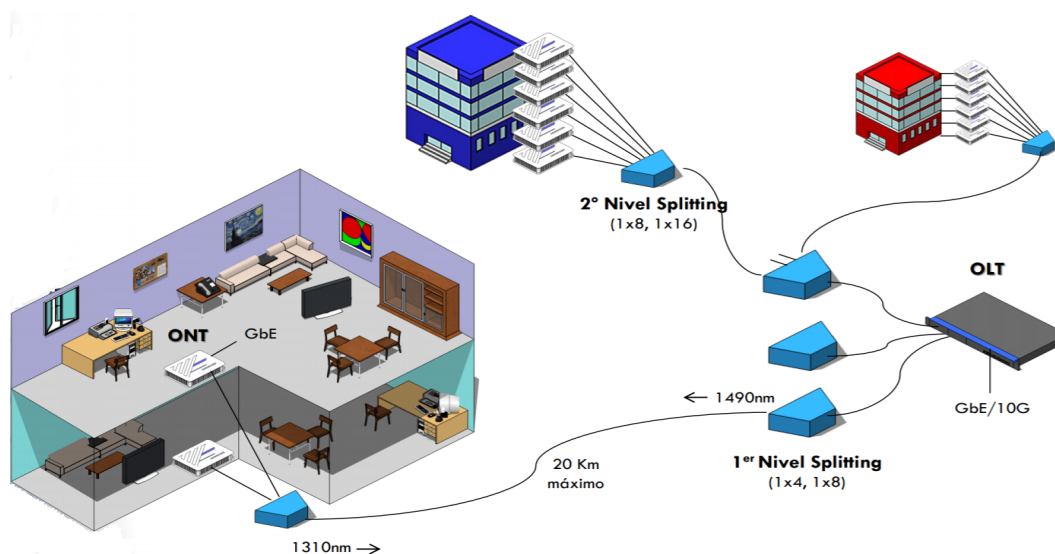 2º Nivel Splitting
(1x8, 1x16)
OLT
ONT
GbE
1490nm
GbE/10G
20 Km
máximo
1er Nivel Splitting
(1x4, 1x8)
1310nm